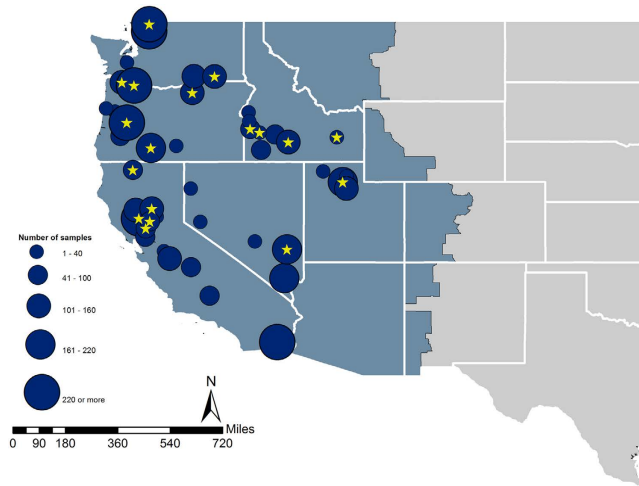 Number of samples
1 - 40
41 - 100
101 - 160
161 - 220
220 or more
N
Miles
0 90 180 360 540 720